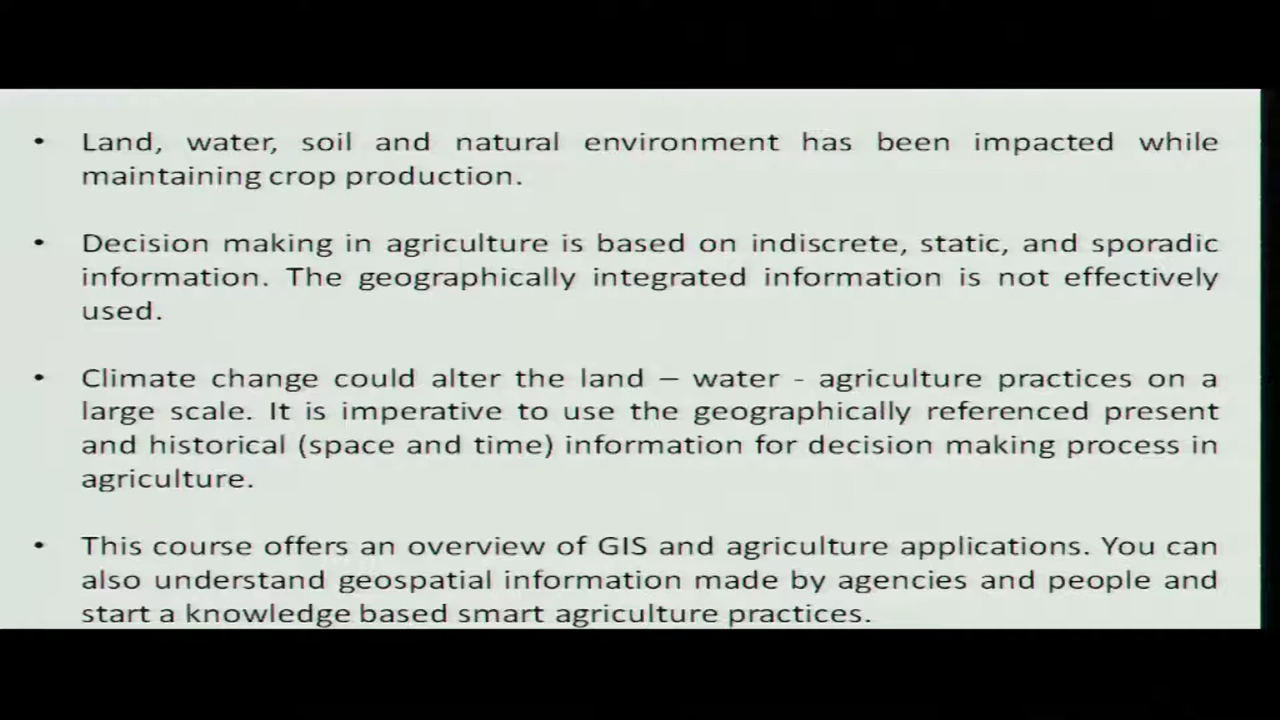 • Land, water, soil and natural environment has been impacted while
maintaining crop production.
• Decision making in agriculture is based on indiscrete, static, and sporadic
information. The geographically integrated information is not effectively
used.
• Climate change could alter the land – water - agriculture practices on a
large scale. It is imperative to use the geographically referenced present
and historical (space and time) information for decision making process in
agriculture.
• This course offers an overview of GIS and agriculture applications. You can
also understand geospatial information made by agencies and people and
start a knowledge based smart agriculture practices.